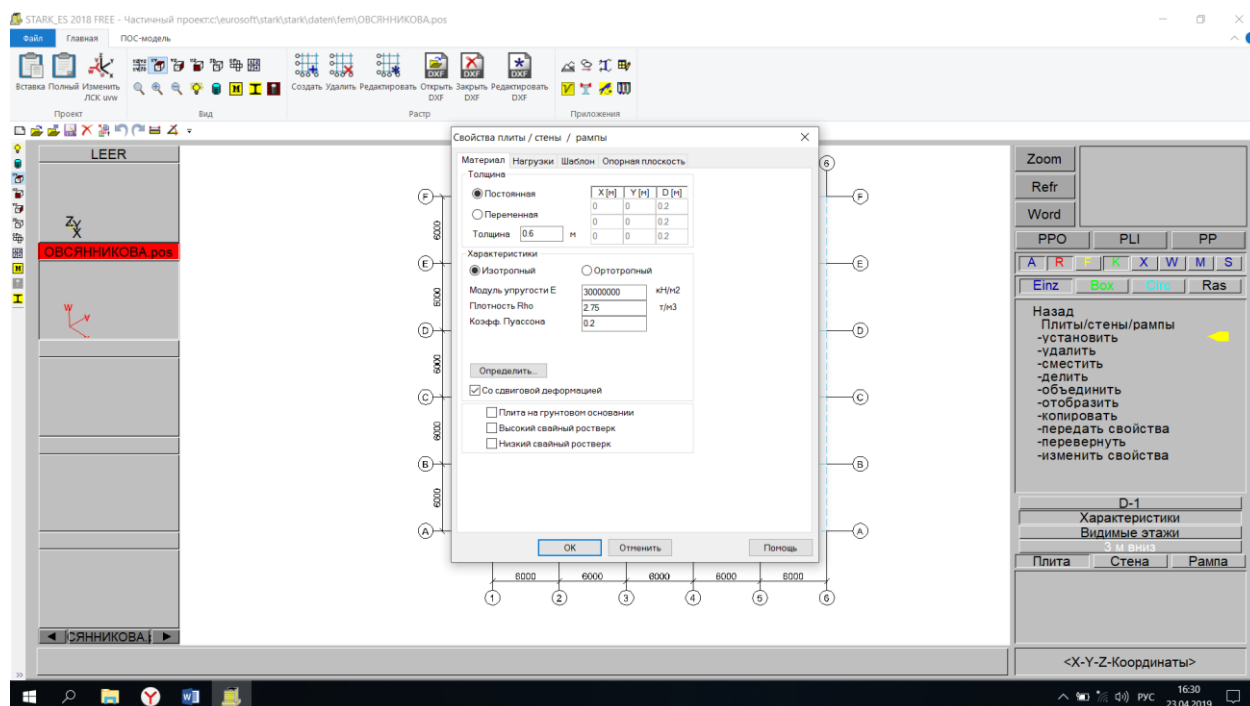 STARK_ES 2018 FREE - Частичный проект:c:\eurosoft\stark\stark\daten\fem\ОВСЯННИКОВА.pos
Файл Главная ПОС-модель
Вставка Полный Изменить ЛСК uvw
Создать Удалить Редактировать Открыть DXF Закрыть DXF Редактировать DXF
Проект Вид Растр Приложения
LEER
Z Y
X
ОВСЯННИКОВА.pos
W V
СЯННИКОВА.
Свойства плиты / стены / рампы
Материал Нагрузки Шаблон Опорная плоскость
Толщина
Постоянная
Переменная
Толщина 0.6 м
X [м] Y [м] D [м]
0 0 0.2
0 0 0.2
0 0 0.2
Характеристики
Изотропный Ортотропный
Модуль упругости E 30000000 кН/м2
Плотность Rho 2.75 т/м3
Коэфф. Пуассона 0.2
Определить...
Со сдвиговой деформацией
Плита на грунтовом основании
Высокий свайный ростверк
Низкий свайный ростверк
OK Отменить Помощь
F
6000
E
6000
D
6000
C
6000
B
6000
A
6
F
E
D
C
B
A
6000 6000 6000 6000 6000
1 2 3 4 5 6
Zoom
Refr
Word
PPO PLI PP
A R F K X W M S
Einz Box Circ Ras
Назад
Плиты/стены/рампы
-установить
-удалить
-сместить
-делить
-объединить
-отобразить
-копировать
-передать свойства
-перевернуть
-изменить свойства
D-1
Характеристики
Видимые этажи
3 м вниз
Плита Стена Рампа
<X-Y-Z-Координаты>
РУС 16:30
23.04.2019